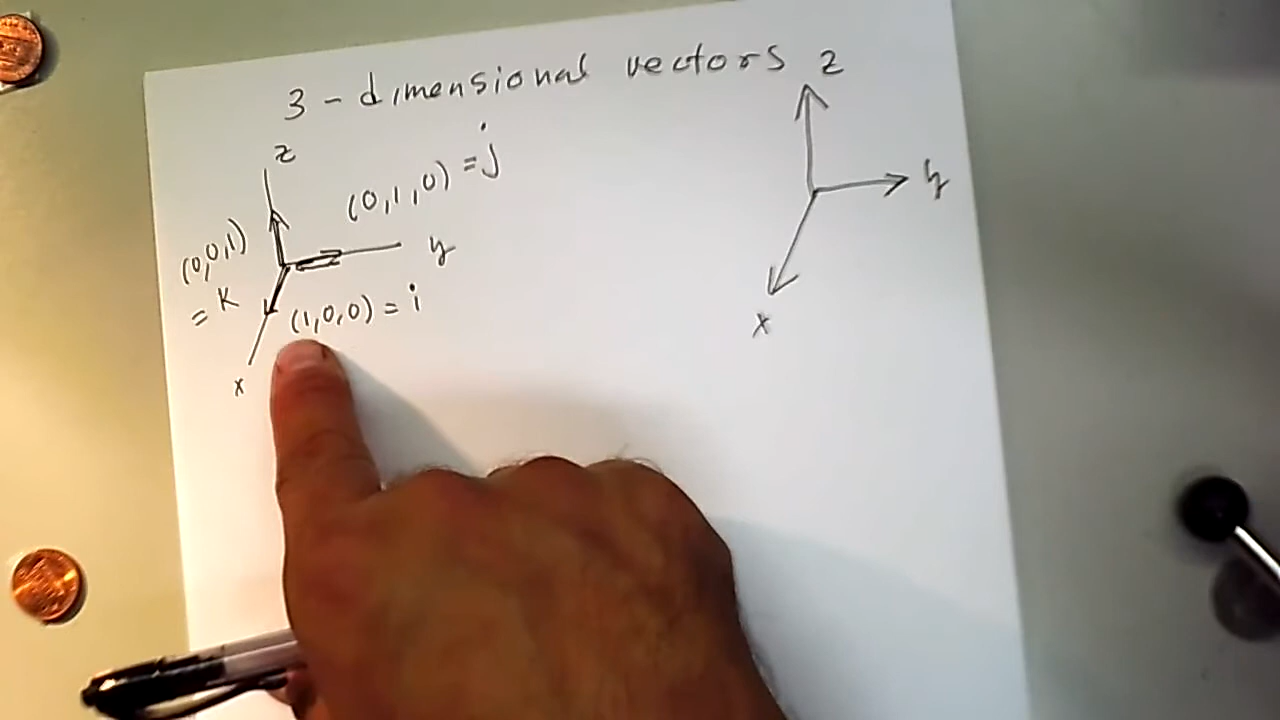 3-dimensional vectors
z
(0,1,0) = j
(0,0,1)
= k
y
(1,0,0) = i
x
z
y
x